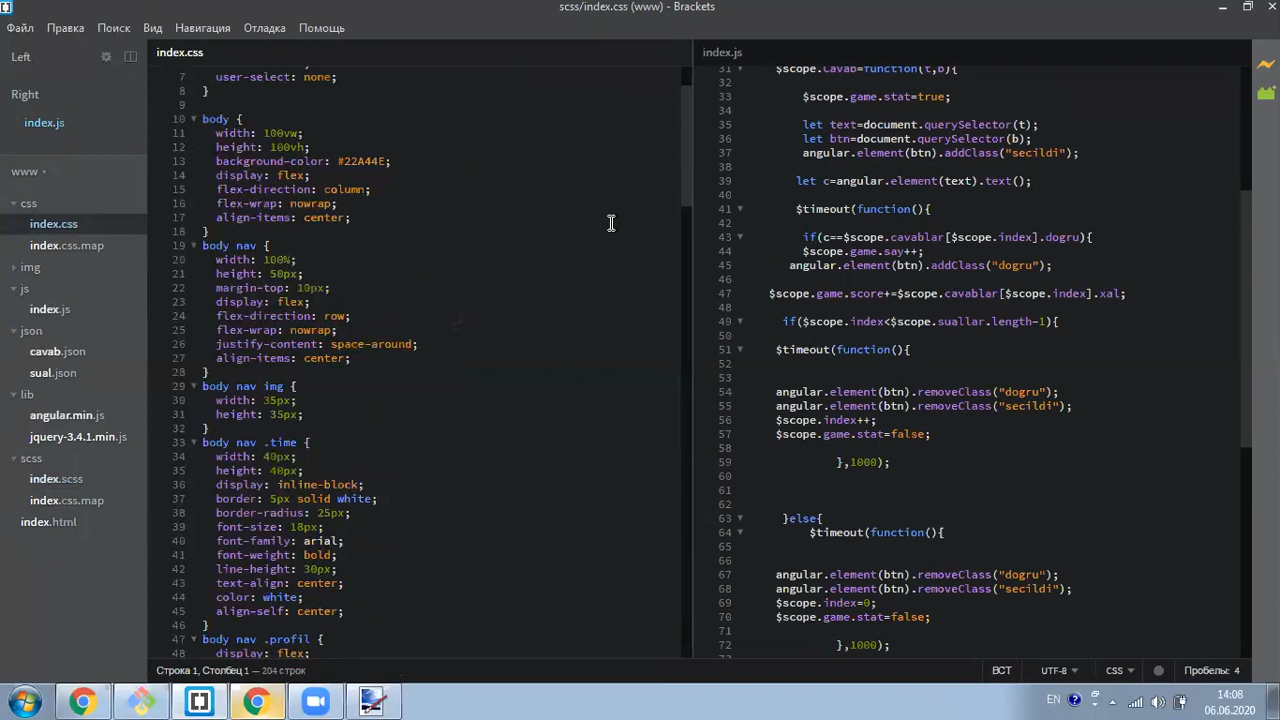 scss/index.css (www) - Brackets
Файл Правка Поиск Вид Навигация Отладка Помощь
Left
Right
index.js
www
css
index.css
index.css.map
img
js
index.js
json
cavab.json
sual.json
lib
angular.min.js
jquery-3.4.1.min.js
scss
index.scss
index.css.map
index.html
index.css
7 user-select: none;
8 }
9
10 body {
11 width: 100vw;
12 height: 100vh;
13 background-color: #22A44E;
14 display: flex;
15 flex-direction: column;
16 flex-wrap: nowrap;
17 align-items: center;
18 }
19 body nav {
20 width: 100%;
21 height: 50px;
22 margin-top: 10px;
23 display: flex;
24 flex-direction: row;
25 flex-wrap: nowrap;
26 justify-content: space-around;
27 align-items: center;
28 }
29 body nav img {
30 width: 35px;
31 height: 35px;
32 }
33 body nav .time {
34 width: 40px;
35 height: 40px;
36 display: inline-block;
37 border: 5px solid white;
38 border-radius: 25px;
39 font-size: 18px;
40 font-family: arial;
41 font-weight: bold;
42 line-height: 30px;
43 text-align: center;
44 color: white;
45 align-self: center;
46 }
47 body nav .profil {
48 display: flex;
index.js
31 $scope.Cavab=function(t,b){
32
33 $scope.game.stat=true;
34
35 let text=document.querySelector(t);
36 let btn=document.querySelector(b);
37 angular.element(btn).addClass("secildi");
38
39 let c=angular.element(text).text();
40
41 $timeout(function(){
42
43 if(c==$scope.cavablar[$scope.index].dogru){
44 $scope.game.say++;
45 angular.element(btn).addClass("dogru");
46
47 $scope.game.score+=$scope.cavablar[$scope.index].xal;
48
49 if($scope.index<$scope.suallar.length-1){
50
51 $timeout(function(){
52
53
54 angular.element(btn).removeClass("dogru");
55 angular.element(btn).removeClass("secildi");
56 $scope.index++;
57 $scope.game.stat=false;
58
59 },1000);
60
61
62
63 }else{
64 $timeout(function(){
65
66
67 angular.element(btn).removeClass("dogru");
68 angular.element(btn).removeClass("secildi");
69 $scope.index=0;
70 $scope.game.stat=false;
71
72 },1000);
Строка 1, Столбец 1 — 204 строк
ВСТ UTF-8 CSS Пробелы: 4
EN
14:08
06.06.2020